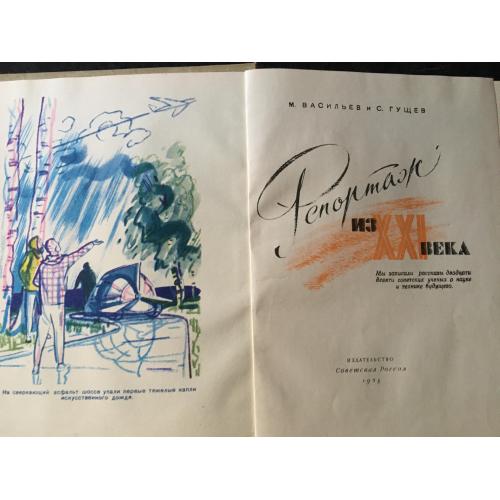 На сверкающий асфальт шоссе упали первые тяжелые капли
искусственного дождя.
М. ВАСИЛЬЕВ и С. ГУЩЕВ
Репортаж
ИЗ XXI ВЕКА
Мы записали рассказы двадцати
девяти советских ученых о науке
и технике будущего.
ИЗДАТЕЛЬСТВО
Советская Россия